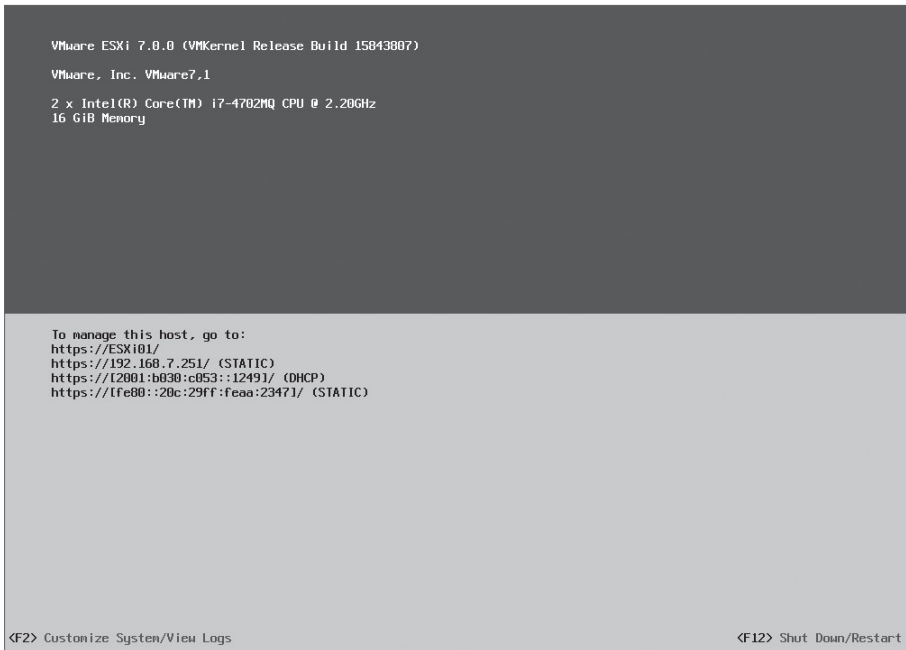 VMware ESXi 7.0.0 (VMKernel Release Build 15843807)
VMware, Inc. VMware7,1
2 x Intel(R) Core(TM) i7-4702MQ CPU @ 2.20GHz
16 GiB Memory
To manage this host, go to:
https://ESXi01/
https://192.168.7.251/ (STATIC)
https://[2001:b030:c053::1249]/ (DHCP)
https://[fe80::20c:29ff:feaa:2347]/ (STATIC)
<F2> Customize System/View Logs
<F12> Shut Down/Restart